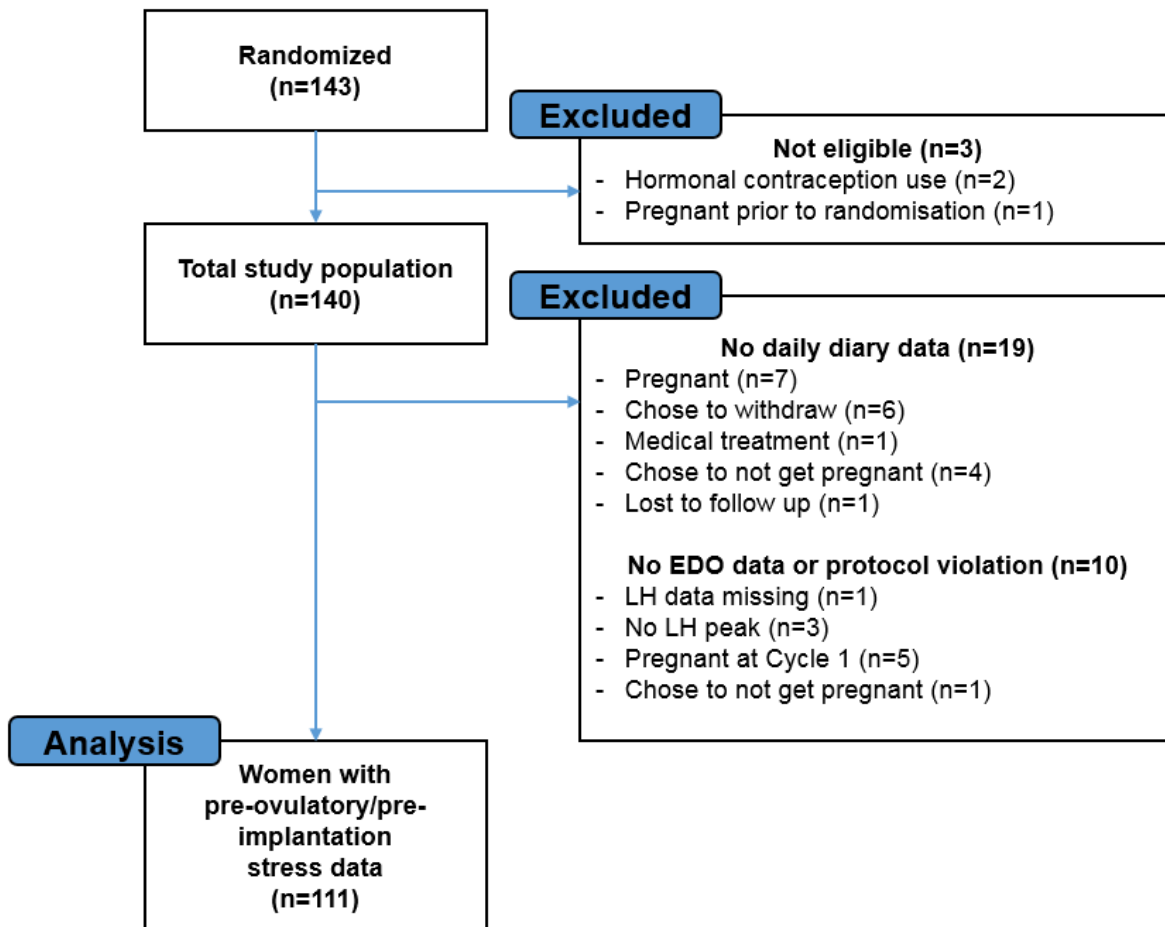 Randomized
(n=143)
Excluded
Not eligible (n=3)
- Hormonal contraception use (n=2)
- Pregnant prior to randomisation (n=1)
Total study population
(n=140)
Excluded
No daily diary data (n=19)
- Pregnant (n=7)
- Chose to withdraw (n=6)
- Medical treatment (n=1)
- Chose to not get pregnant (n=4)
- Lost to follow up (n=1)
No EDO data or protocol violation (n=10)
- LH data missing (n=1)
- No LH peak (n=3)
- Pregnant at Cycle 1 (n=5)
- Chose to not get pregnant (n=1)
Analysis
Women with
pre-ovulatory/pre-
implantation
stress data
(n=111)